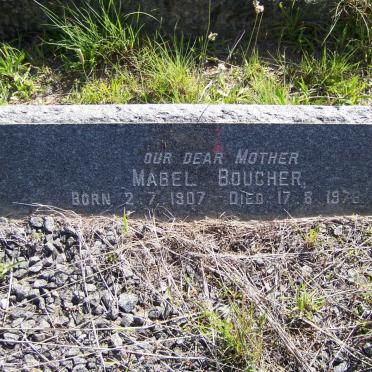 OUR DEAR MOTHER
MABEL BOUCHER,
BORN 2.7.1907 DIED 17.8.1978